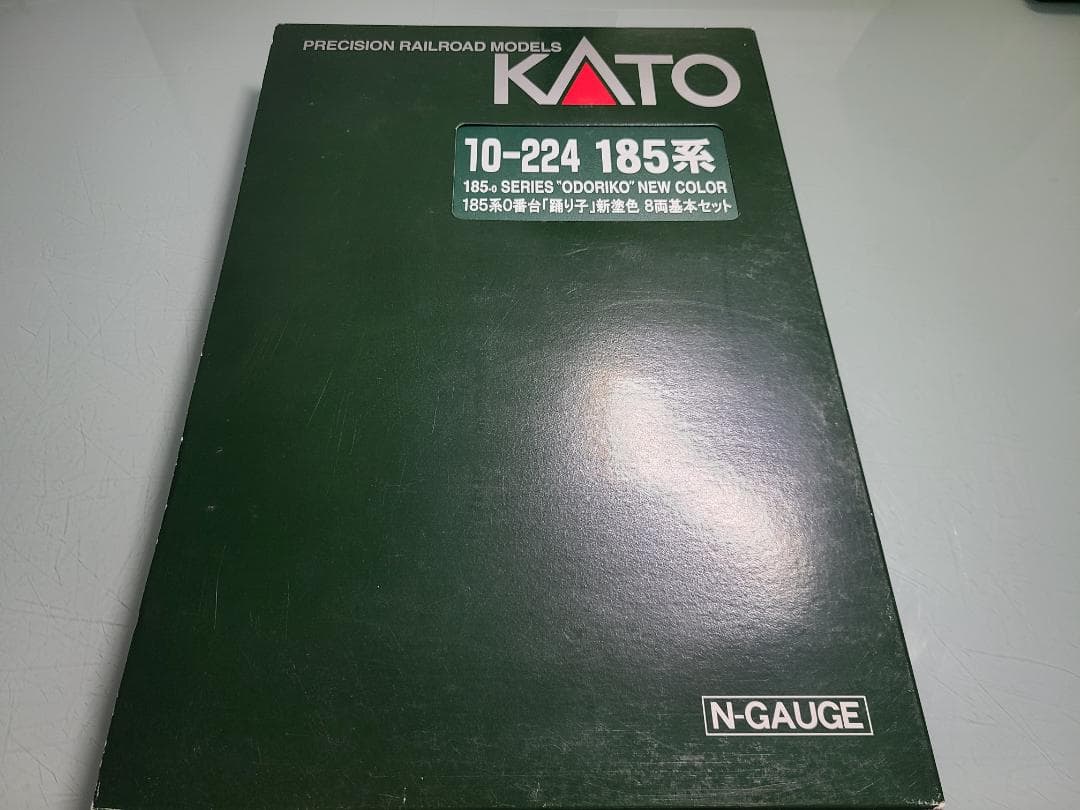 PRECISION RAILROAD MODELS
KATO
10-224 185系
185-0 SERIES "ODORIKO" NEW COLOR
185系0番台「踊り子」新塗色 8両基本セット
N-GAUGE